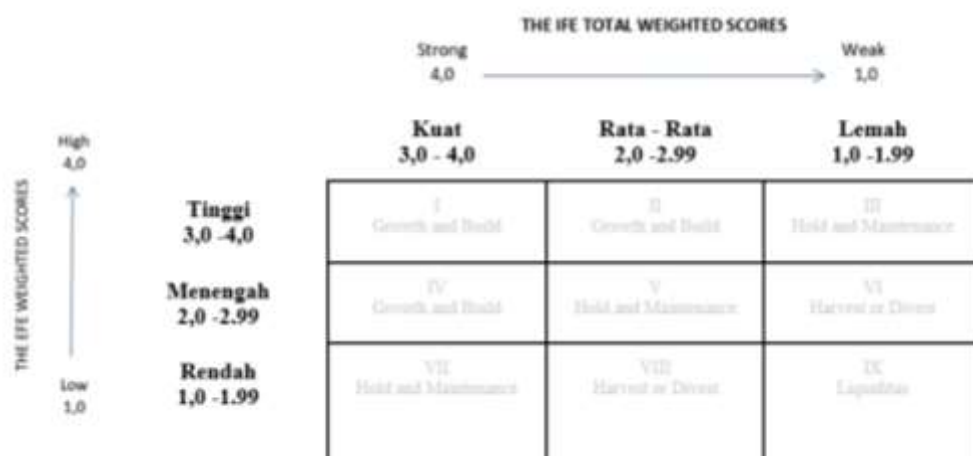 THE IFE TOTAL WEIGHTED SCORES
Strong Weak
4,0 1,0
Kuat Rata - Rata Lemah
3,0 - 4,0 2,0 -2.99 1,0 -1.99
High
4,0
THE EFE WEIGHTED SCORES
Tinggi
3,0 -4,0
I II III
Growth and Build Growth and Build Hold and Maintenance
Menengah
2,0 -2.99
IV V VI
Growth and Build Hold and Maintenance Harvest or Divest
Rendah
1,0 -1.99
VII VIII IX
Hold and Maintenance Harvest or Divest Liquditas
Low
1,0